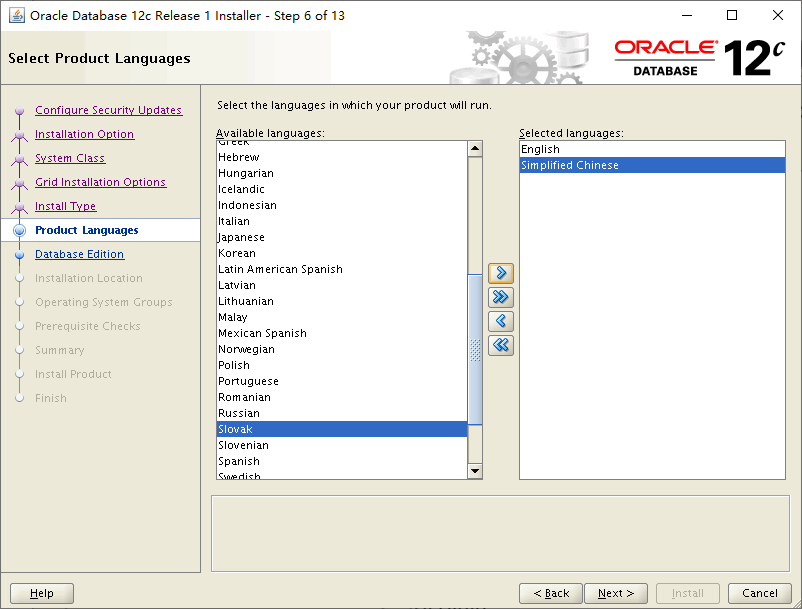 Oracle Database 12c Release 1 Installer - Step 6 of 13
Select Product Languages
ORACLE
DATABASE
12c
Configure Security Updates
Installation Option
System Class
Grid Installation Options
Install Type
Product Languages
Database Edition
Installation Location
Operating System Groups
Prerequisite Checks
Summary
Install Product
Finish
Select the languages in which your product will run.
Available languages:
Greek
Hebrew
Hungarian
Icelandic
Indonesian
Italian
Japanese
Korean
Latin American Spanish
Latvian
Lithuanian
Malay
Mexican Spanish
Norwegian
Polish
Portuguese
Romanian
Russian
Slovak
Slovenian
Spanish
Swedish
Selected languages:
English
Simplified Chinese
Help
< Back
Next >
Install
Cancel